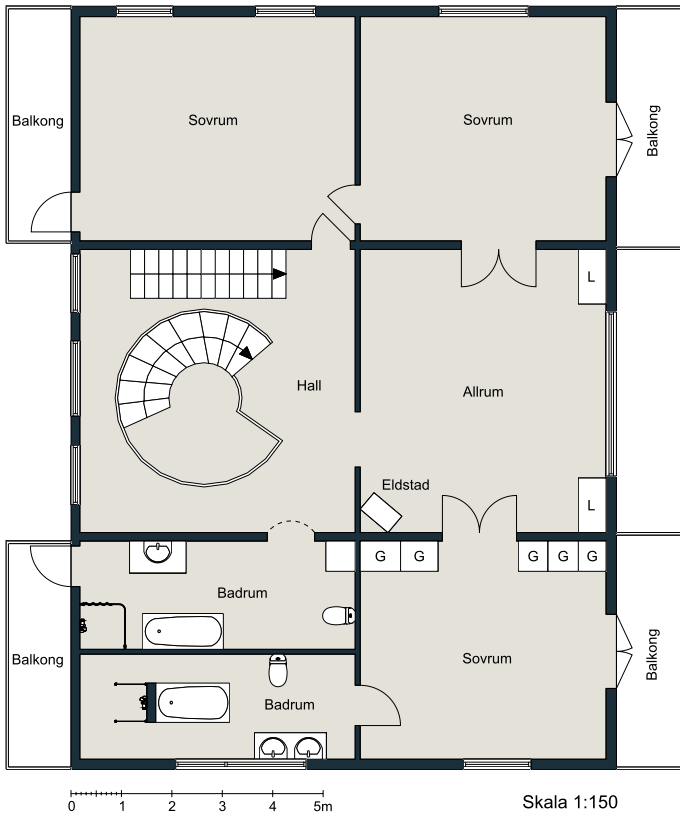 Balkong
Sovrum
Sovrum
Balkong
L
Hall
Allrum
Eldstad
L
G
G
G
G
G
Badrum
Balkong
Sovrum
Balkong
Badrum
0 1 2 3 4 5m
Skala 1:150